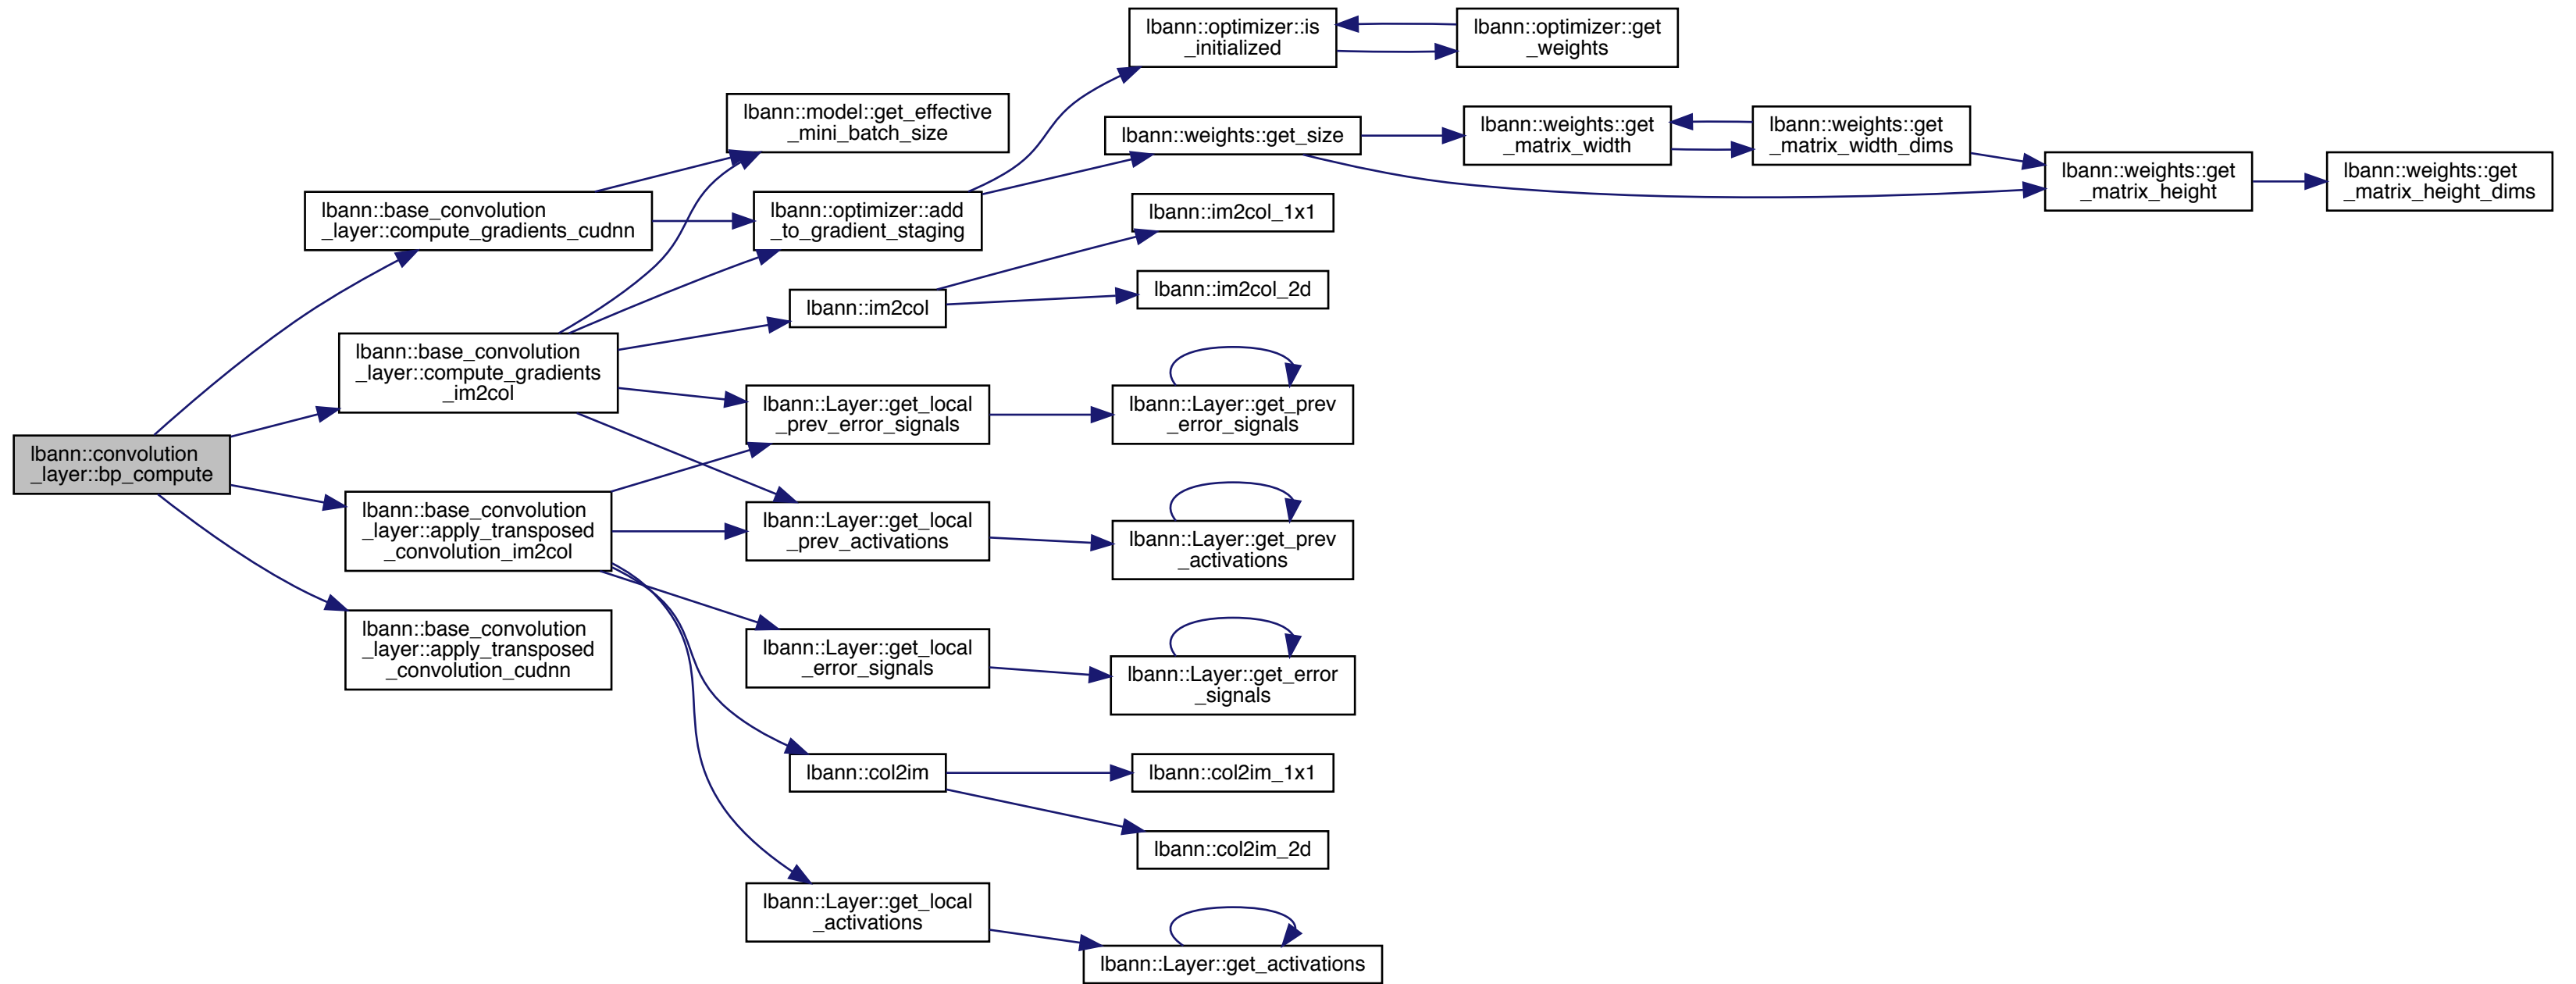 lbann::convolution
_layer::bp_compute
lbann::base_convolution
_layer::compute_gradients_cudnn
lbann::base_convolution
_layer::compute_gradients
_im2col
lbann::base_convolution
_layer::apply_transposed
_convolution_im2col
lbann::base_convolution
_layer::apply_transposed
_convolution_cudnn
lbann::model::get_effective
_mini_batch_size
lbann::optimizer::add
_to_gradient_staging
lbann::im2col
lbann::Layer::get_local
_prev_error_signals
lbann::Layer::get_local
_prev_activations
lbann::Layer::get_local
_error_signals
lbann::col2im
lbann::Layer::get_local
_activations
lbann::optimizer::is
_initialized
lbann::weights::get_size
lbann::im2col_1x1
lbann::im2col_2d
lbann::Layer::get_prev
_error_signals
lbann::Layer::get_prev
_activations
lbann::Layer::get_error
_signals
lbann::col2im_1x1
lbann::col2im_2d
lbann::Layer::get_activations
lbann::optimizer::get
_weights
lbann::weights::get
_matrix_width
lbann::weights::get
_matrix_width_dims
lbann::weights::get
_matrix_height
lbann::weights::get
_matrix_height_dims